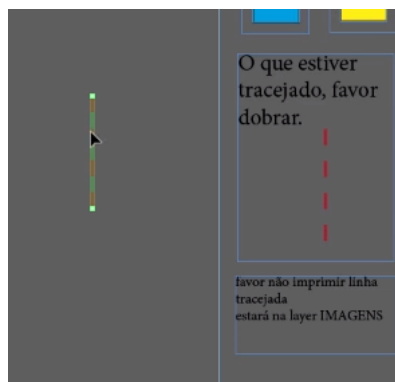 O que estiver
tracejado, favor
dobrar.
favor não imprimir linha
tracejada
estará na layer IMAGENS